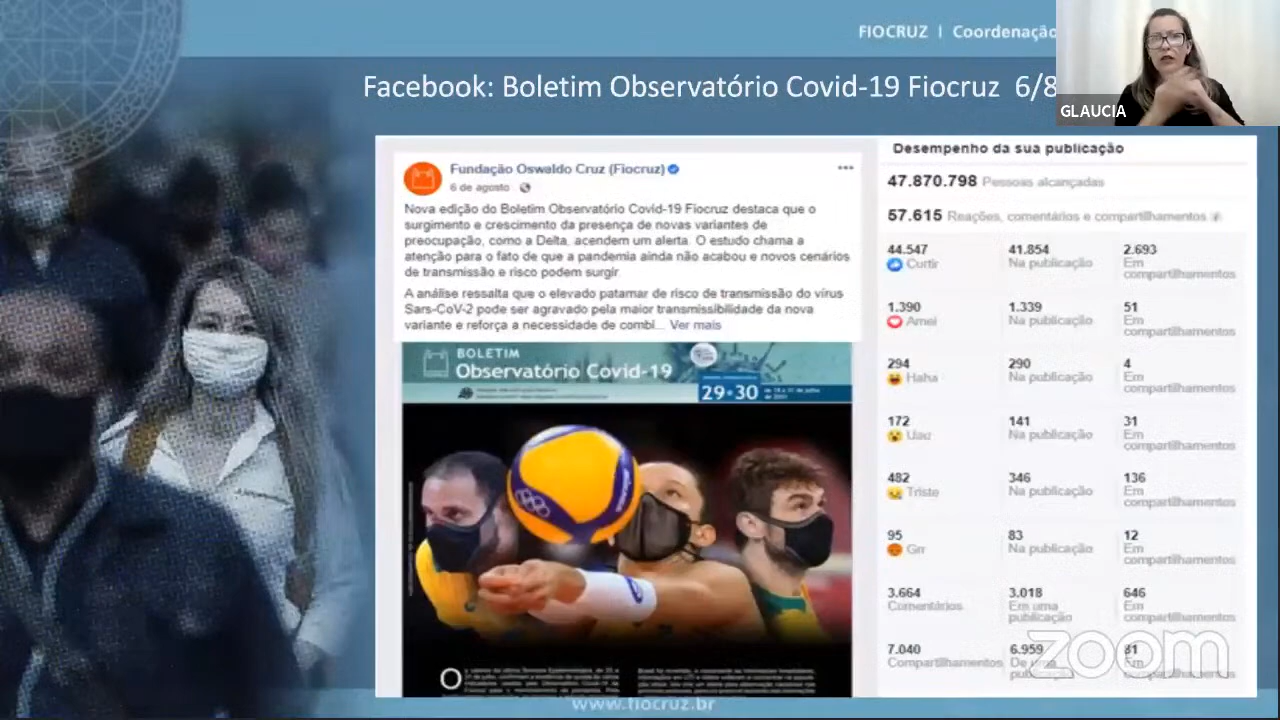 FIOCRUZ | Coordenação
Facebook: Boletim Observatório Covid-19 Fiocruz 6/8
GLAUCIA
Fundação Oswaldo Cruz (Fiocruz)
6 de agosto
Nova edição do Boletim Observatório Covid-19 Fiocruz destaca que o
surgimento e crescimento da presença de novas variantes de
preocupação, como a Delta, acendem um alerta. O estudo chama a
atenção para o fato de que a pandemia ainda não acabou e novos cenários
de transmissão e risco podem surgir
A análise ressalta que o elevado patamar de risco de transmissão do vírus
Sars-CoV-2 pode ser agravado pela maior transmissibilidade da nova
variante e reforça a necessidade de combi... Ver mais
BOLETIM
Observatório Covid-19
29 30
Desempenho da sua publicação
47.870.798 Pessoas alcançadas
57.615 Reações, comentários e compartilhamentos
44.547 41.854 2.693
Curtir Na publicação Em
compartilhamentos
1.390 1.339 51
Amei Na publicação Em
compartilhamentos
294 290 4
Haha Na publicação Em
compartilhamentos
172 141 31
Uau Na publicação Em
compartilhamentos
482 346 136
Triste Na publicação Em
compartilhamentos
95 83 12
Grr Na publicação Em
compartilhamentos
3.664 3.018 646
Comentários Em uma Em
publicação compartilhamentos
7.040 6.959 81
Compartilhamentos De uma Em
zoom
www.fiocruz.br